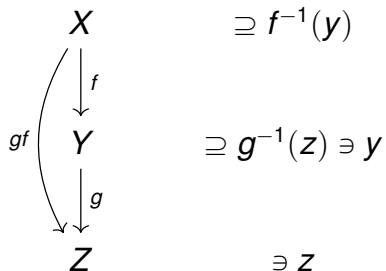 X ⊇ f⁻¹(y)
f
gf Y ⊇ g⁻¹(z) ∋ y
g
Z ∋ z